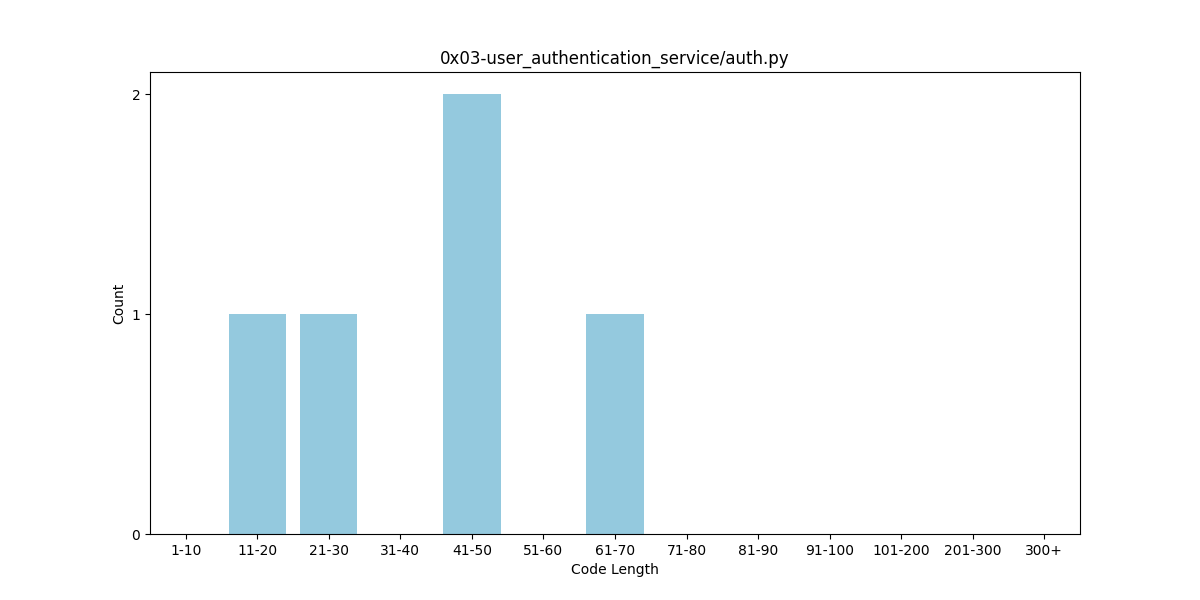 0x03-user_authentication_service/auth.py
2
1
0
Count
1-10 11-20 21-30 31-40 41-50 51-60 61-70 71-80 81-90 91-100 101-200 201-300 300+
Code Length